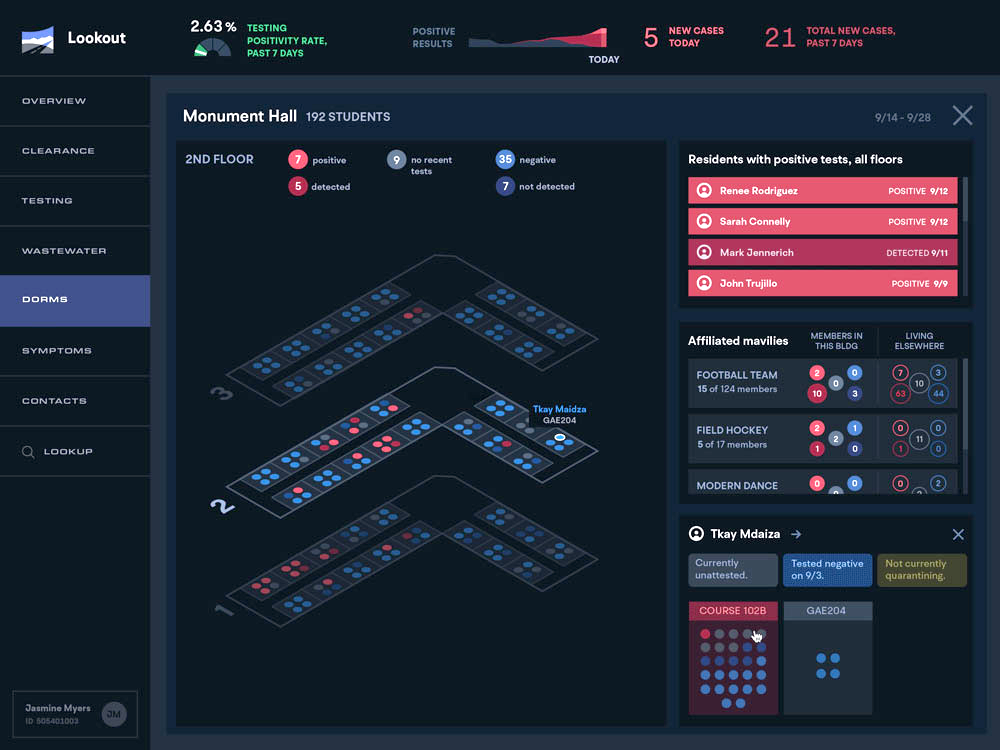 Lookout
2.63 %
TESTING
POSITIVITY RATE,
PAST 7 DAYS
POSITIVE
RESULTS
TODAY
5
NEW CASES
TODAY
21
TOTAL NEW CASES,
PAST 7 DAYS
OVERVIEW
CLEARANCE
TESTING
WASTEWATER
DORMS
SYMPTOMS
CONTACTS
LOOKUP
Jasmine Myers
ID 505401003
JM
Monument Hall 192 STUDENTS
9/14 - 9/28
2ND FLOOR
7 positive
9 no recent
tests
35 negative
5 detected
7 not detected
3
Tkay Maidza
GAE204
2
1
Residents with positive tests, all floors
Renee Rodriguez POSITIVE 9/12
Sarah Connelly POSITIVE 9/12
Mark Jennerich DETECTED 9/11
John Trujillo POSITIVE 9/9
Affiliated mavilies
MEMBERS IN
THIS BLDG
LIVING
ELSEWHERE
FOOTBALL TEAM
15 of 124 members
2 0 0 10 3
7 3 10 63 44
FIELD HOCKEY
5 of 17 members
2 1 2 1 0
0 0 11 1 0
MODERN DANCE
0 0 0
0 2
Tkay Mdaiza
Currently
unattested.
Tested negative
on 9/3.
Not currently
quarantining.
COURSE 102B
GAE204